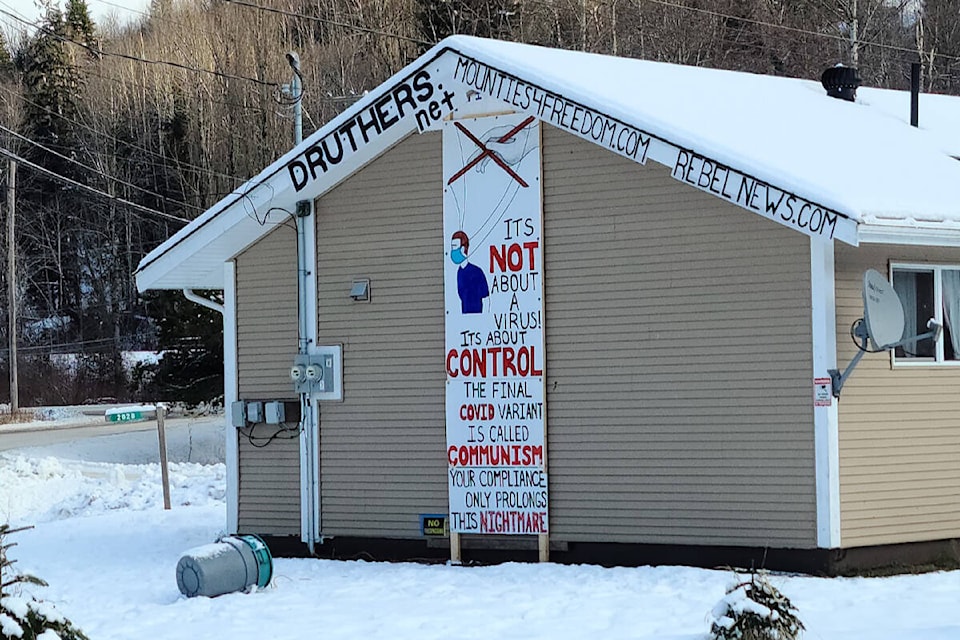 DRUTHERS.
net
MOUNTIES4FREEDOM.COM
REBELNEWS.COM
ITS
NOT
ABOUT
A
VIRUS!
ITS ABOUT
CONTROL
THE FINAL
COVID VARIANT
IS CALLED
COMMUNISM
YOUR COMPLIANCE
ONLY PROLONGS
THIS NIGHTMARE
2020
NO